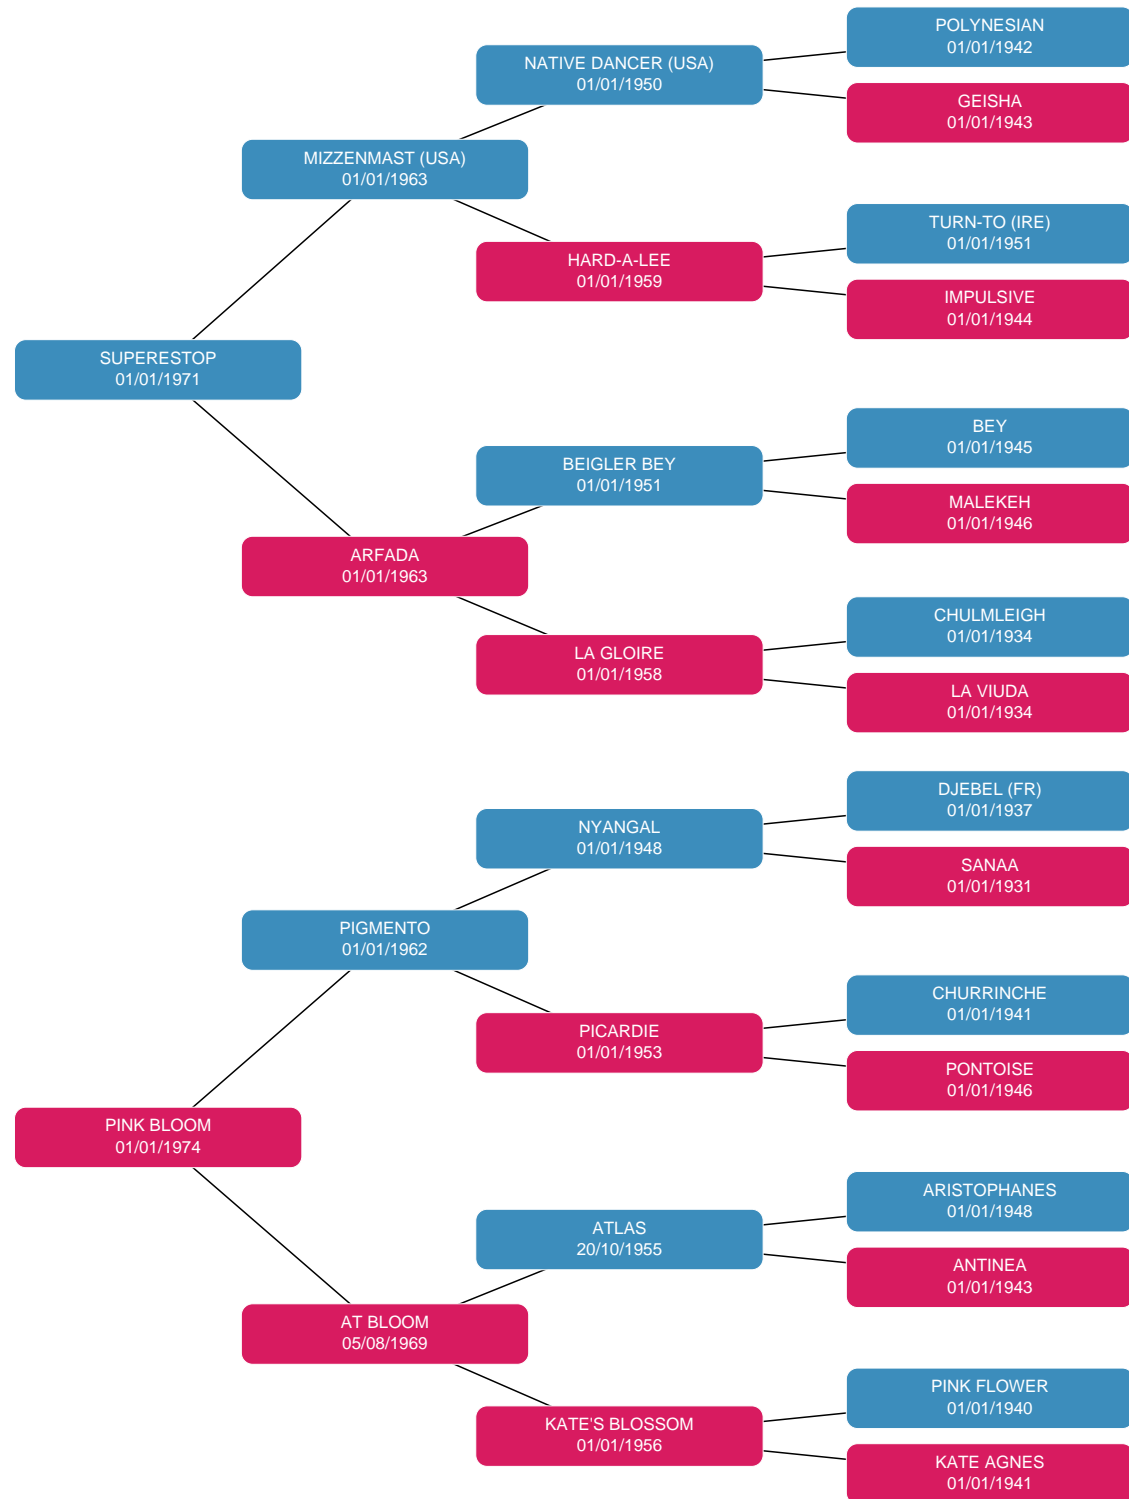 POLYNESIAN
01/01/1942
NATIVE DANCER (USA)
01/01/1950
GEISHA
01/01/1943
MIZZENMAST (USA)
01/01/1963
TURN-TO (IRE)
01/01/1951
HARD-A-LEE
01/01/1959
IMPULSIVE
01/01/1944
SUPERESTOP
01/01/1971
BEY
01/01/1945
BEIGLER BEY
01/01/1951
MALEKEH
01/01/1946
ARFADA
01/01/1963
CHULMLEIGH
01/01/1934
LA GLOIRE
01/01/1958
LA VIUDA
01/01/1934
DJEBEL (FR)
01/01/1937
NYANGAL
01/01/1948
SANAA
01/01/1931
PIGMENTO
01/01/1962
CHURRINCHE
01/01/1941
PICARDIE
01/01/1953
PONTOISE
01/01/1946
PINK BLOOM
01/01/1974
ARISTOPHANES
01/01/1948
ATLAS
20/10/1955
ANTINEA
01/01/1943
AT BLOOM
05/08/1969
PINK FLOWER
01/01/1940
KATE'S BLOSSOM
01/01/1956
KATE AGNES
01/01/1941